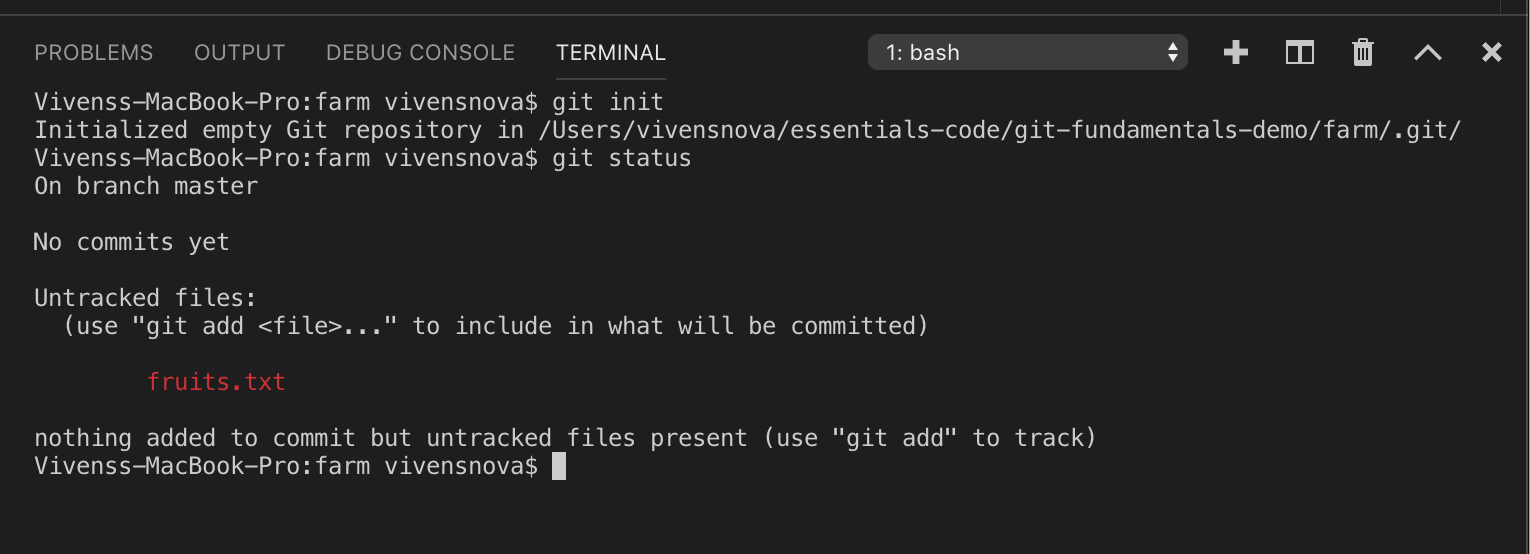 PROBLEMS OUTPUT DEBUG CONSOLE TERMINAL 1: bash
Vivenss-MacBook-Pro:farm vivensnova$ git init
Initialized empty Git repository in /Users/vivensnova/essentials-code/git-fundamentals-demo/farm/.git/
Vivenss-MacBook-Pro:farm vivensnova$ git status
On branch master
No commits yet
Untracked files:
(use "git add <file>..." to include in what will be committed)
fruits.txt
nothing added to commit but untracked files present (use "git add" to track)
Vivenss-MacBook-Pro:farm vivensnova$